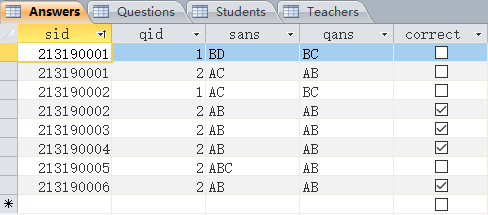 Answers Questions Students Teachers
sid qid sans qans correct
213190001 1 BD BC
213190001 2 AC AB
213190002 1 AC BC
213190002 2 AB AB
213190003 2 AB AB
213190004 2 AB AB
213190005 2 ABC AB
213190006 2 AB AB